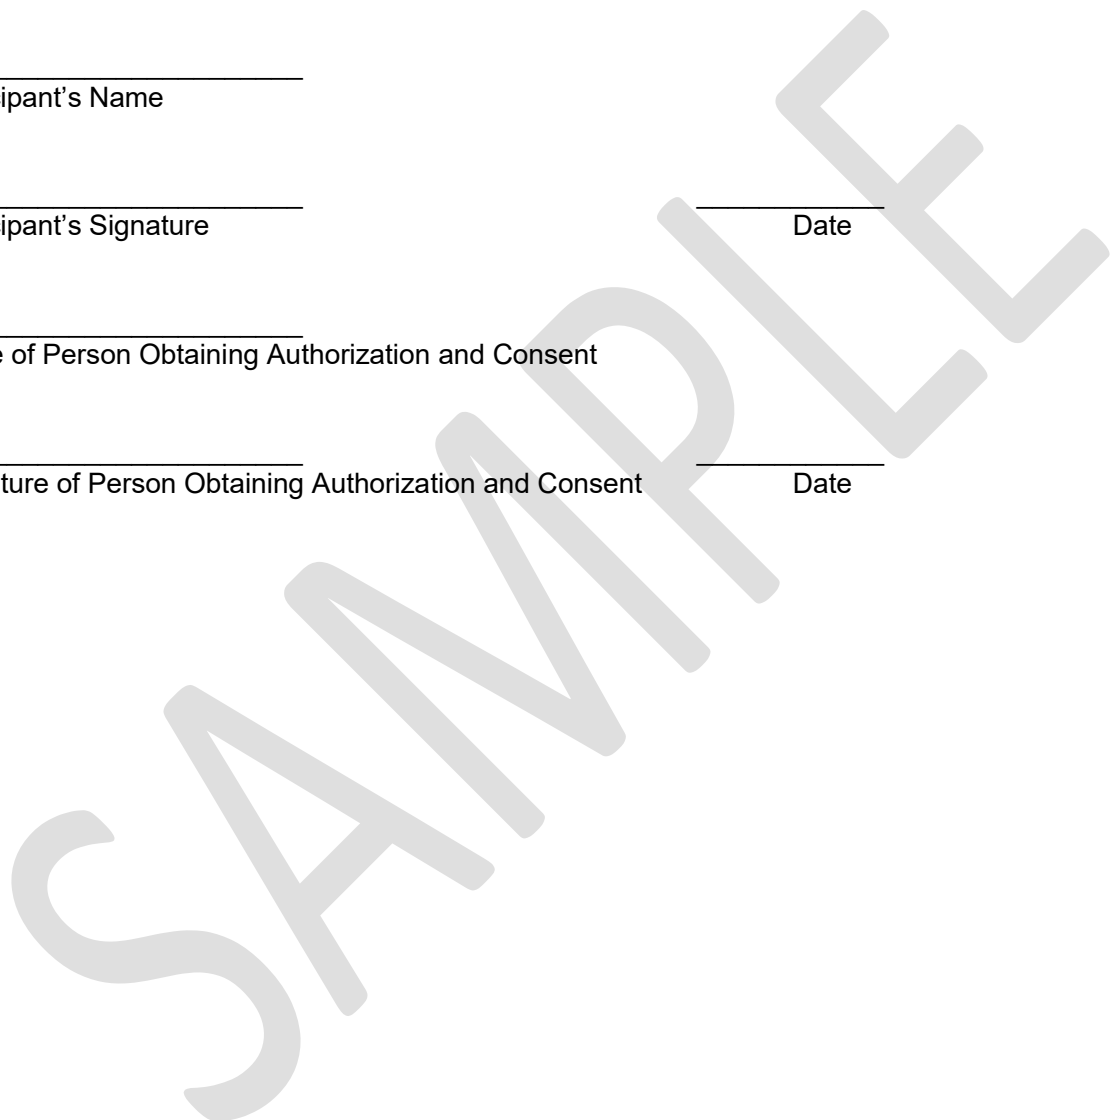 ipant’s Name
ipant’s Signature Date
e of Person Obtaining Authorization and Consent
ture of Person Obtaining Authorization and Consent Date
SAMPLE